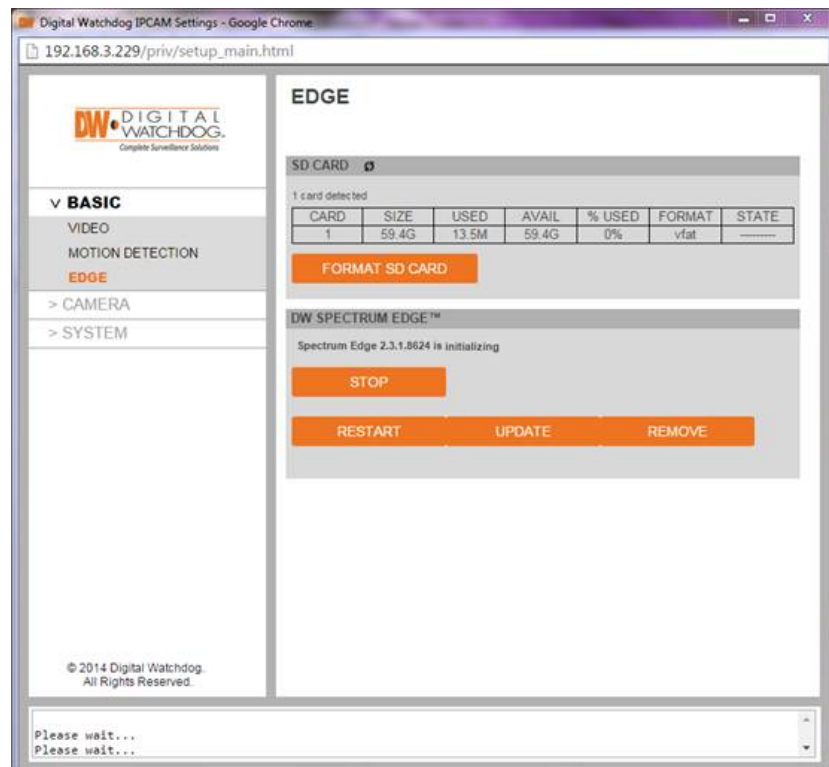 Digital Watchdog IPCAM Settings - Google Chrome
192.168.3.229/priv/setup_main.html
DW DIGITAL WATCHDOG.
Complete Surveillance Solutions
v BASIC
VIDEO
MOTION DETECTION
EDGE
> CAMERA
> SYSTEM
© 2014 Digital Watchdog.
All Rights Reserved.
EDGE
SD CARD
1 card detected
CARD SIZE USED AVAIL % USED FORMAT STATE
1 59.4G 13.5M 59.4G 0% vfat ---------
FORMAT SD CARD
DW SPECTRUM EDGE™
Spectrum Edge 2.3.1.8624 is initializing
STOP
RESTART UPDATE REMOVE
Please wait...
Please wait...